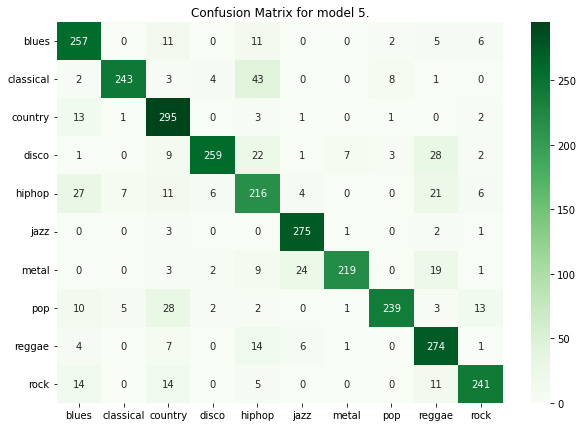 Confusion Matrix for model 5.
blues 257 0 11 0 11 0 0 2 5 6
classical 2 243 3 4 43 0 0 8 1 0
country 13 1 295 0 3 1 0 1 0 2
disco 1 0 9 259 22 1 7 3 28 2
hiphop 27 7 11 6 216 4 0 0 21 6
jazz 0 0 3 0 0 275 1 0 2 1
metal 0 0 3 2 9 24 219 0 19 1
pop 10 5 28 2 2 0 1 239 3 13
reggae 4 0 7 0 14 6 1 0 274 1
rock 14 0 14 0 5 0 0 0 11 241
blues classical country disco hiphop jazz metal pop reggae rock
250
200
150
100
50
0